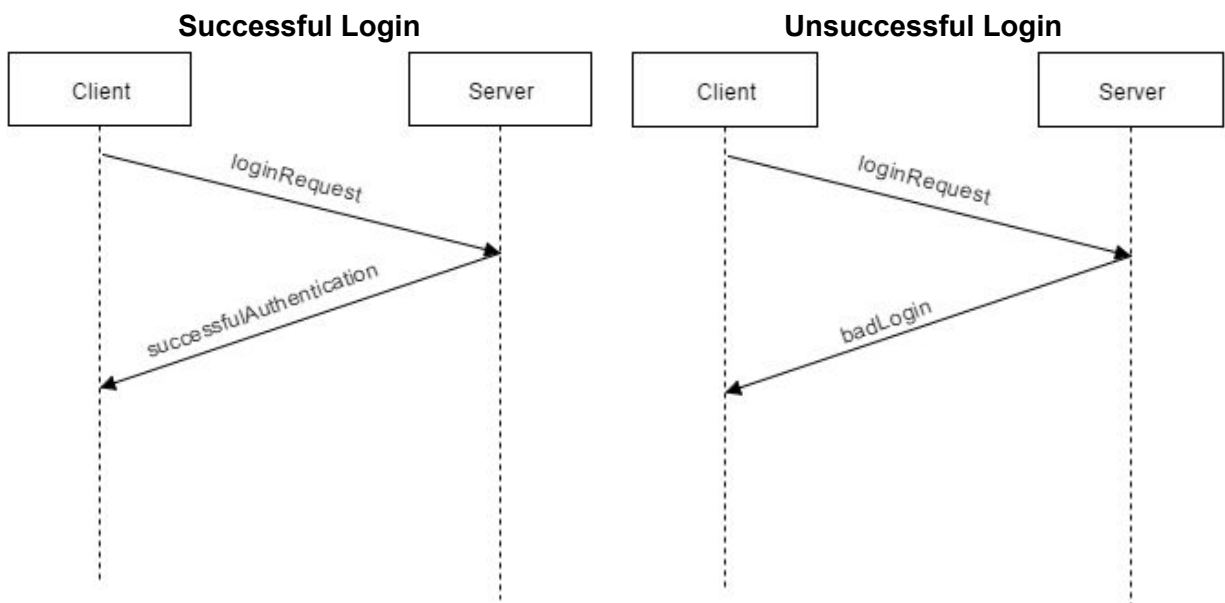 Successful Login
Unsuccessful Login
Client
Server
Client
Server
loginRequest
loginRequest
successfulAuthentication
badLogin